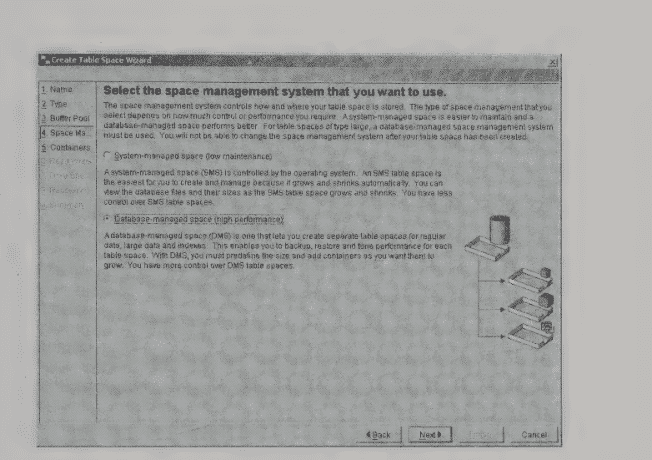 Create Table Space Wizard
1. Name
2. Type
3. Buffer Pool
4. Space Ma...
5. Containers
Select the space management system that you want to use.
The space management system controls how and where your table space is stored. The type of space management that you
select depends on how much control or performance you require. A system-managed space is easier to maintain and a
database-managed space performs better. For table spaces of type large, a database-managed space management system
must be used. You will not be able to change the space management system after your table space has been created.
System-managed space (low maintenance)
A system-managed space (SMS) is controlled by the operating system. An SMS table space is
the easiest for you to create and manage because it grows and shrinks automatically. You can
view the database files and their sizes as the SMS table space grows and shrinks. You have less
control over SMS table spaces.
Database-managed space (high performance)
A database-managed space (DMS) is one that lets you create separate table spaces for regular
data, large data and indexes. This enables you to backup, restore and tune performance for each
table space. With DMS, you must predefine the size and add containers as you want them to
grow. You have more control over DMS table spaces.
Back
Next
Cancel